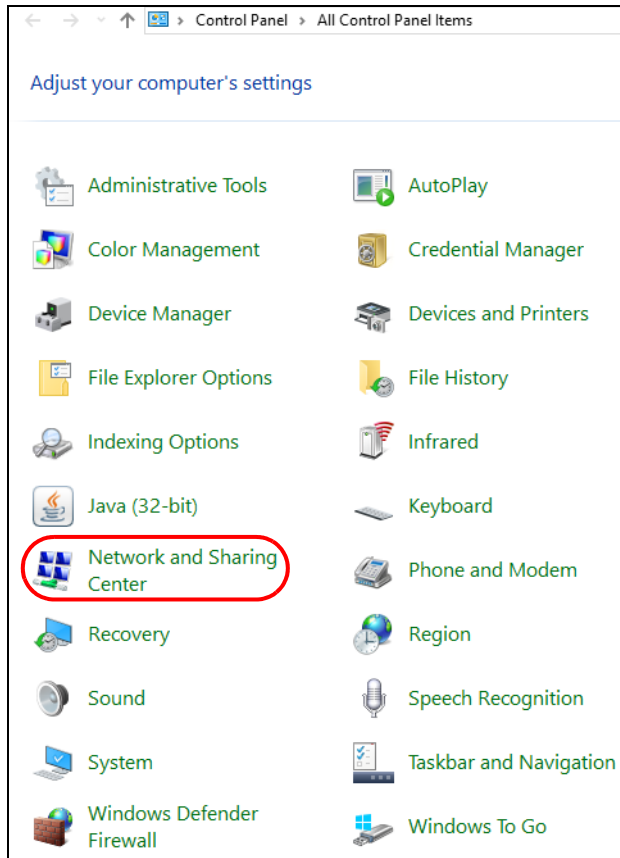 Control Panel > All Control Panel Items
Adjust your computer's settings
Administrative Tools
AutoPlay
Color Management
Credential Manager
Device Manager
Devices and Printers
File Explorer Options
File History
Indexing Options
Infrared
Java (32-bit)
Keyboard
Network and Sharing
Center
Phone and Modem
Recovery
Region
Sound
Speech Recognition
System
Taskbar and Navigation
Windows Defender
Firewall
Windows To Go